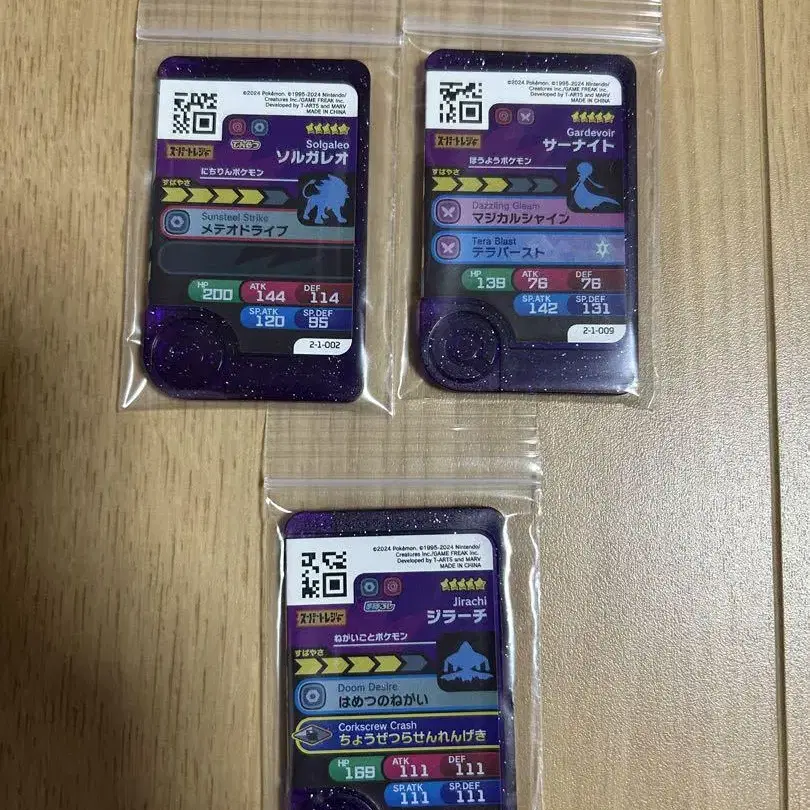 ©2024 Pokémon. ©1995-2024 Nintendo/
Creatures Inc./GAME FREAK inc.
Developed by T-ARTS and MARV
MADE IN CHINA
スーパートレジャー
でんせつ
Solgaleo
ソルガレオ
にちりんポケモン
すばやさ
Sunsteel Strike
メテオドライブ
HP
200
ATK
144
DEF
114
SP.ATK
120
SP.DEF
95
2-1-002
©2024 Pokémon. ©1995-2024 Nintendo/
Creatures Inc./GAME FREAK inc.
Developed by T-ARTS and MARV
MADE IN CHINA
スーパートレジャー
Gardevoir
サーナイト
ほうようポケモン
すばやさ
Dazzling Gleam
マジカルシャイン
Tera Blast
テラバースト
HP
139
ATK
76
DEF
76
SP.ATK
142
SP.DEF
131
2-1-009
©2024 Pokémon. ©1995-2024 Nintendo/
Creatures Inc./GAME FREAK inc.
Developed by T-ARTS and MARV
MADE IN CHINA
スーパートレジャー
まぼろし
Jirachi
ジラーチ
ねがいごとポケモン
すばやさ
Doom Desire
はめつのねがい
Corkscrew Crash
ちょうぜつらせんれんげき
HP
169
ATK
111
DEF
111
SP.ATK
111
SP.DEF
111